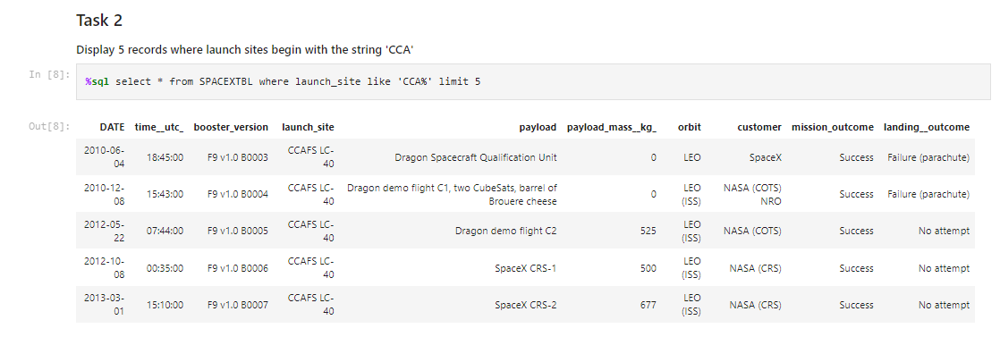 Task 2
Display 5 records where launch sites begin with the string 'CCA'
In [8]: %sql select * from SPACEXTBL where launch_site like 'CCA%' limit 5
Out[8]: DATE time__utc_ booster_version launch_site payload payload_mass__kg_ orbit customer mission_outcome landing__outcome
2010-06-04 18:45:00 F9 v1.0 B0003 CCAFS LC-40 Dragon Spacecraft Qualification Unit 0 LEO SpaceX Success Failure (parachute)
2010-12-08 15:43:00 F9 v1.0 B0004 CCAFS LC-40 Dragon demo flight C1, two CubeSats, barrel of Brouere cheese 0 LEO (ISS) NASA (COTS) NRO Success Failure (parachute)
2012-05-22 07:44:00 F9 v1.0 B0005 CCAFS LC-40 Dragon demo flight C2 525 LEO (ISS) NASA (COTS) Success No attempt
2012-10-08 00:35:00 F9 v1.0 B0006 CCAFS LC-40 SpaceX CRS-1 500 LEO (ISS) NASA (CRS) Success No attempt
2013-03-01 15:10:00 F9 v1.0 B0007 CCAFS LC-40 SpaceX CRS-2 677 LEO (ISS) NASA (CRS) Success No attempt